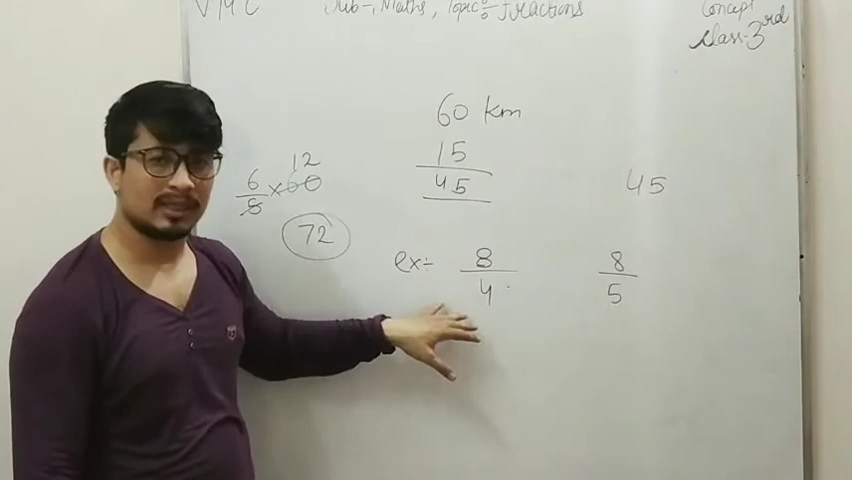 VMC Sub-, Maths, Topic:- Fractions Concept
Class-3rd
60 km
15
45
12
6/8 × 60
72
45
ex÷ 8/4 8/5